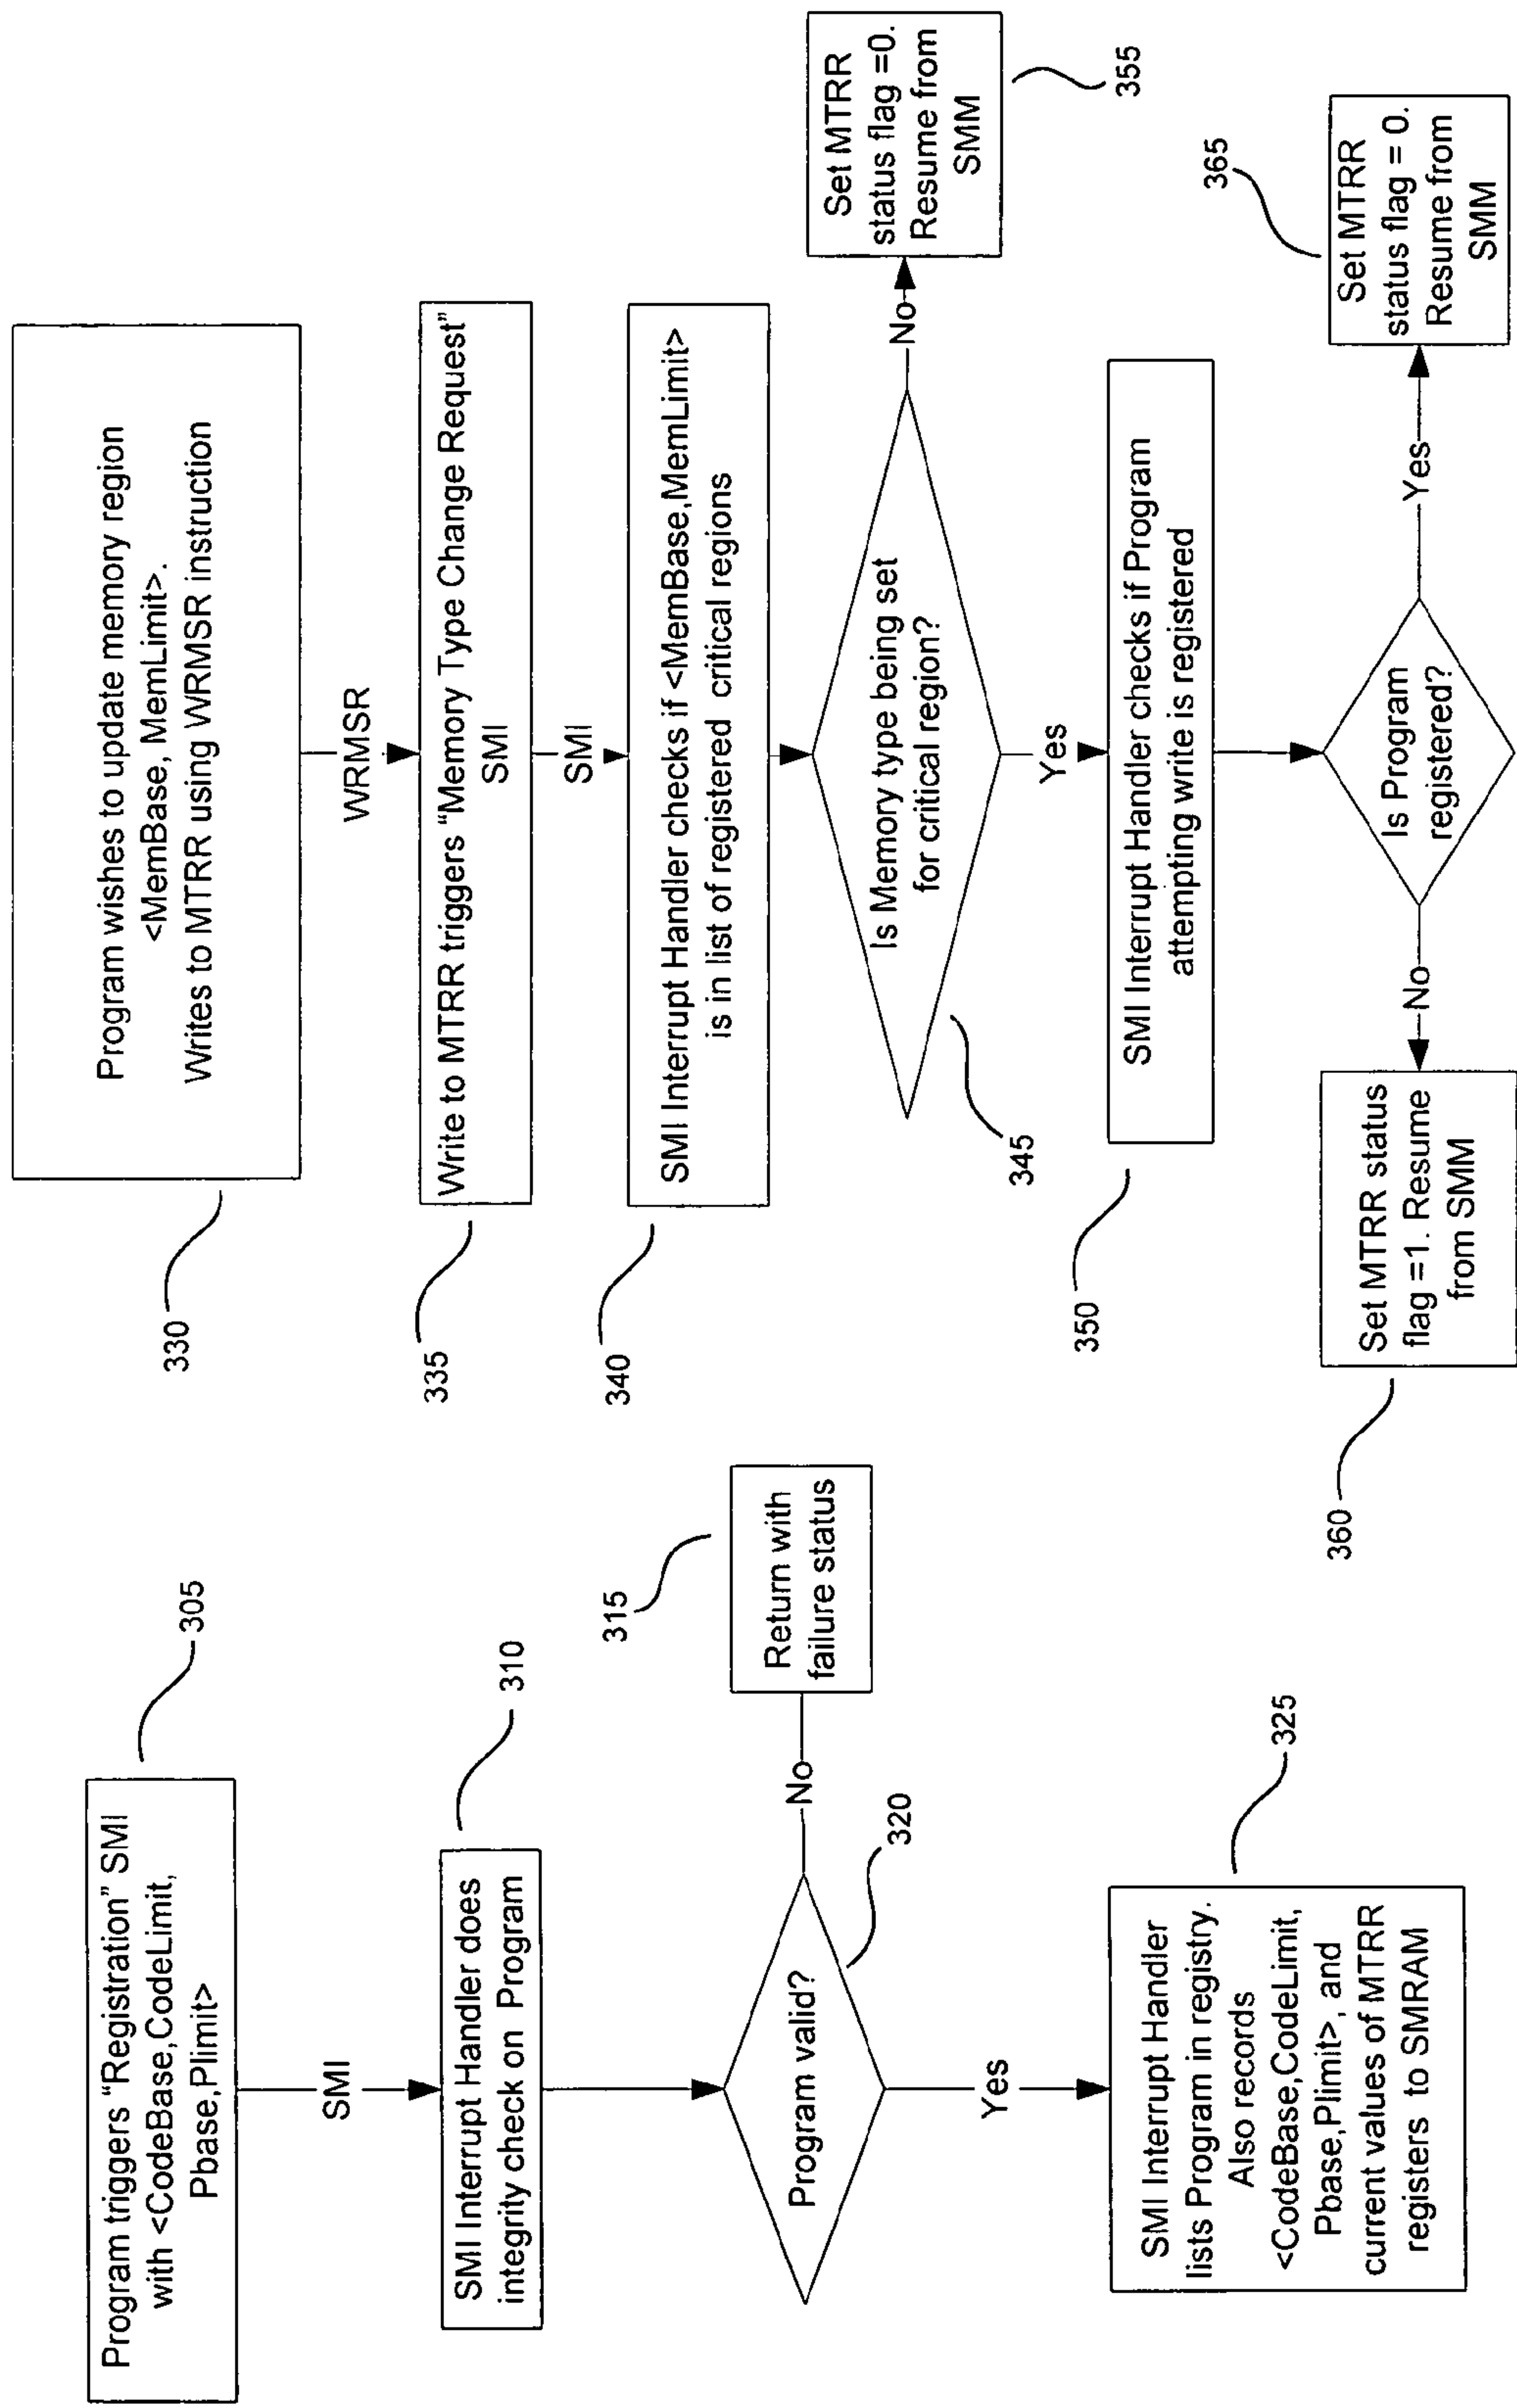 Program triggers “Registration” SMI
with <CodeBase,CodeLimit,
Pbase,Plimit>
305
SMI
SMI Interrupt Handler does
integrity check on Program
310
Program valid?
320
No
Return with
failure status
315
Yes
SMI Interrupt Handler
lists Program in registry.
Also records
<CodeBase,CodeLimit,
Pbase,Plimit>, and
current values of MTRR
registers to SMRAM
325
Program wishes to update memory region
<MemBase, MemLimit>.
Writes to MTRR using WRMSR instruction
330
WRMSR
Write to MTRR triggers “Memory Type Change Request”
SMI
335
SMI
SMI Interrupt Handler checks if <MemBase,MemLimit>
is in list of registered critical regions
340
Is Memory type being set
for critical region?
345
No
Set MTRR
status flag =0.
Resume from
SMM
355
Yes
SMI Interrupt Handler checks if Program
attempting write is registered
350
Is Program
registered?
No
Set MTRR status
flag =1. Resume
from SMM
360
Yes
Set MTRR
status flag = 0.
Resume from
SMM
365